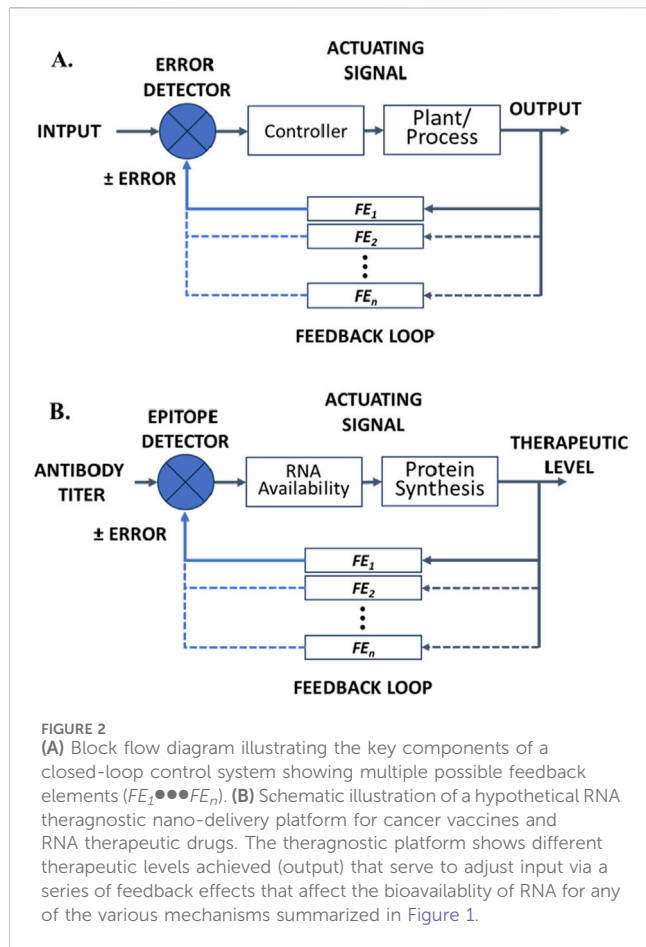 A.
ERROR
DETECTOR
ACTUATING
SIGNAL
INTPUT
Controller
Plant/
Process
OUTPUT
± ERROR
FE₁
FE₂
⋮
FEₙ
FEEDBACK LOOP
B.
EPITOPE
DETECTOR
ACTUATING
SIGNAL
ANTIBODY
TITER
RNA
Availability
Protein
Synthesis
THERAPEUTIC
LEVEL
± ERROR
FE₁
FE₂
⋮
FEₙ
FEEDBACK LOOP
FIGURE 2
(A) Block flow diagram illustrating the key components of a
closed-loop control system showing multiple possible feedback
elements (FE₁●●●FEₙ). (B) Schematic illustration of a hypothetical RNA
theragnostic nano-delivery platform for cancer vaccines and
RNA therapeutic drugs. The theragnostic platform shows different
therapeutic levels achieved (output) that serve to adjust input via a
series of feedback effects that affect the bioavailablity of RNA for any
of the various mechanisms summarized in Figure 1.